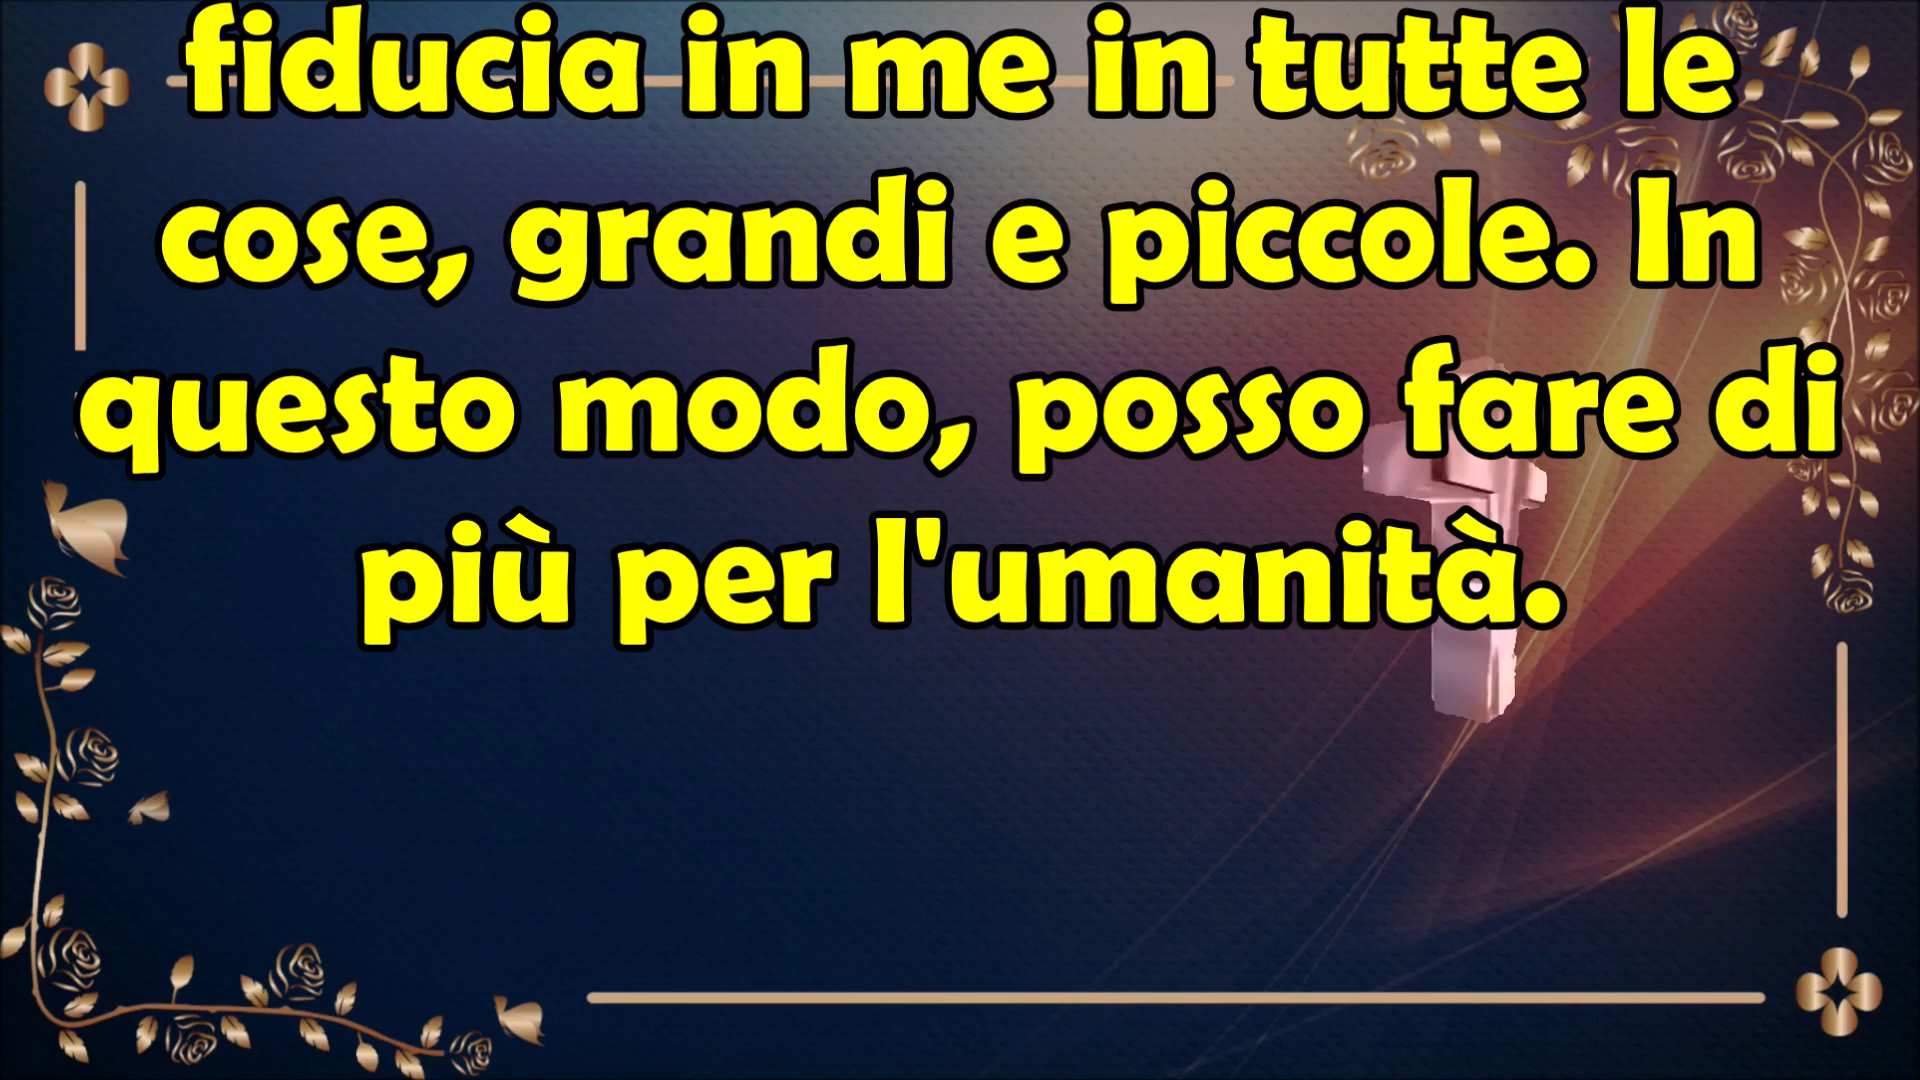 fiducia in me in tutte le
cose, grandi e piccole. In
questo modo, posso fare di
più per l'umanità.